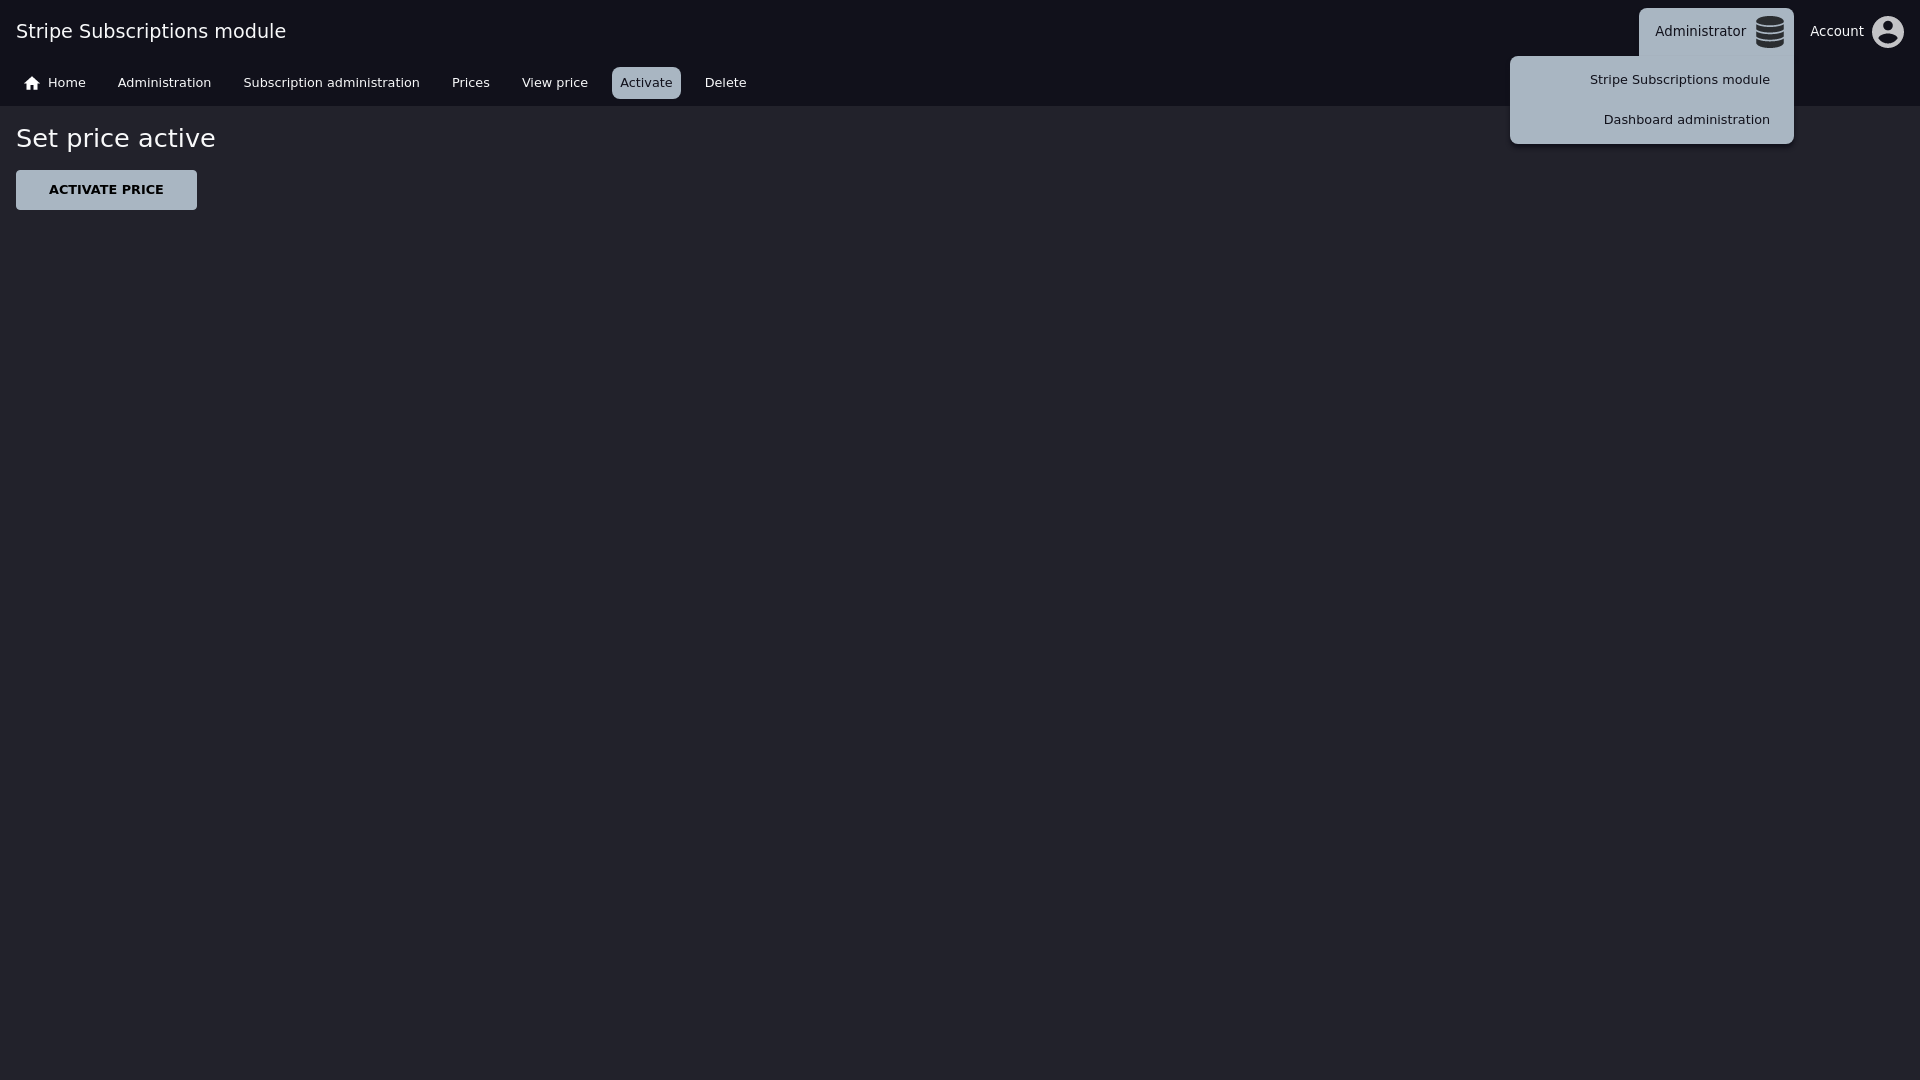 Stripe Subscriptions module
Administrator
Account
Home
Administration
Subscription administration
Prices
View price
Activate
Delete
Stripe Subscriptions module
Dashboard administration
Set price active
ACTIVATE PRICE